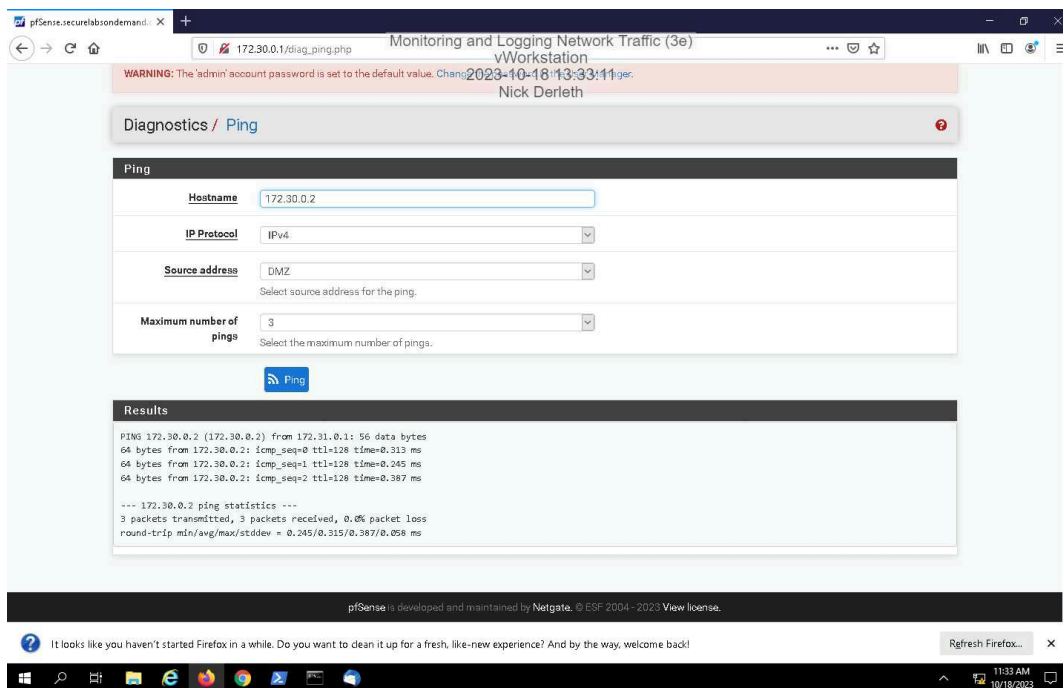 pfSense.securelabsondemand.
172.30.0.1/diag_ping.php
Monitoring and Logging Network Traffic (3e)
vWorkstation
2023-10-18 13:33:11
Nick Derleth
WARNING: The 'admin' account password is set to the default value. Change
Diagnostics / Ping
Ping
Hostname 172.30.0.2
IP Protocol IPv4
Source address DMZ
Select source address for the ping.
Maximum number of pings 3
Select the maximum number of pings.
Ping
Results
PING 172.30.0.2 (172.30.0.2) from 172.31.0.1: 56 data bytes
64 bytes from 172.30.0.2: icmp_seq=0 ttl=128 time=0.313 ms
64 bytes from 172.30.0.2: icmp_seq=1 ttl=128 time=0.245 ms
64 bytes from 172.30.0.2: icmp_seq=2 ttl=128 time=0.387 ms
--- 172.30.0.2 ping statistics ---
3 packets transmitted, 3 packets received, 0.0% packet loss
round-trip min/avg/max/stddev = 0.245/0.315/0.387/0.058 ms
pfSense is developed and maintained by Netgate. © ESF 2004 - 2023 View license.
It looks like you haven't started Firefox in a while. Do you want to clean it up for a fresh, like-new experience? And by the way, welcome back!
Refresh Firefox...
11:33 AM
10/18/2023